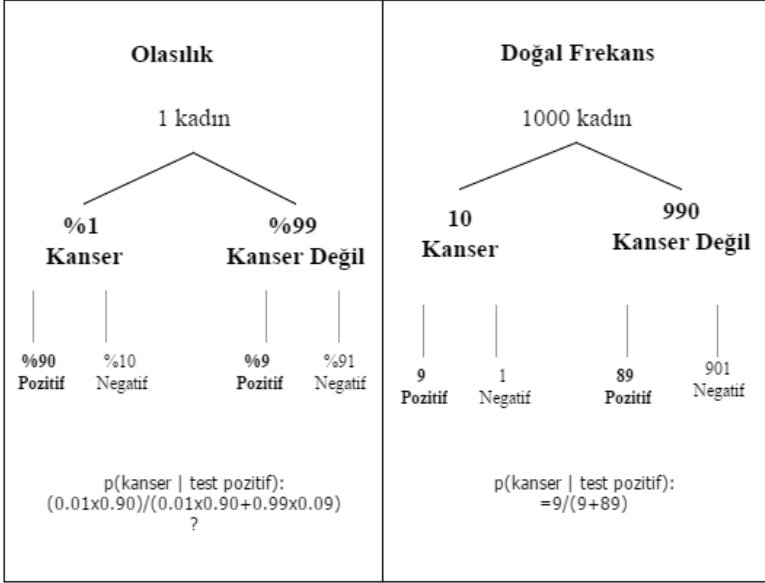 Olasılık
1 kadın
%1
Kanser
%99
Kanser Değil
%90
Pozitif
%10
Negatif
%9
Pozitif
%91
Negatif
p(kanser | test pozitif):
(0.01x0.90)/(0.01x0.90+0.99x0.09)
?
Doğal Frekans
1000 kadın
10
Kanser
990
Kanser Değil
9
Pozitif
1
Negatif
89
Pozitif
901
Negatif
p(kanser | test pozitif):
=9/(9+89)